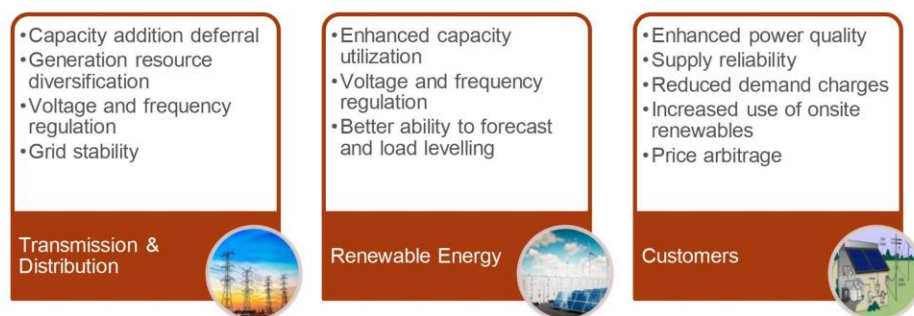 •Capacity addition deferral
•Generation resource
diversification
•Voltage and frequency
regulation
•Grid stability
Transmission &
Distribution
•Enhanced capacity
utilization
•Voltage and frequency
regulation
•Better ability to forecast
and load levelling
Renewable Energy
•Enhanced power quality
•Supply reliability
•Reduced demand charges
•Increased use of onsite
renewables
•Price arbitrage
Customers